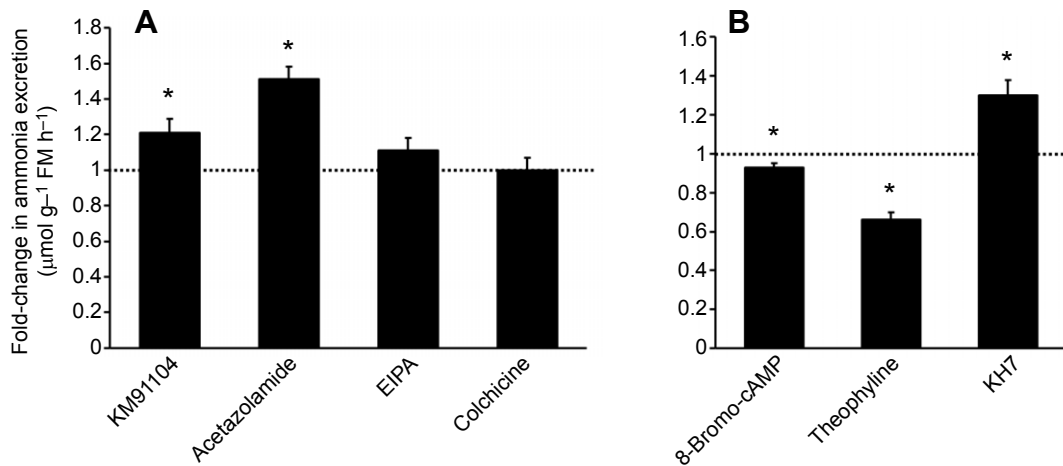 Fold-change in ammonia excretion
(μmol g–1 FM h–1)
A
1.8
1.6
1.4
1.2
1
0.8
0.6
0.4
0.2
0
*
*
KM91104
Acetazolamide
EIPA
Colchicine
B
1.6
1.4
1.2
1
0.8
0.6
0.4
0.2
0
*
*
*
8-Bromo-cAMP
Theophyline
KH7